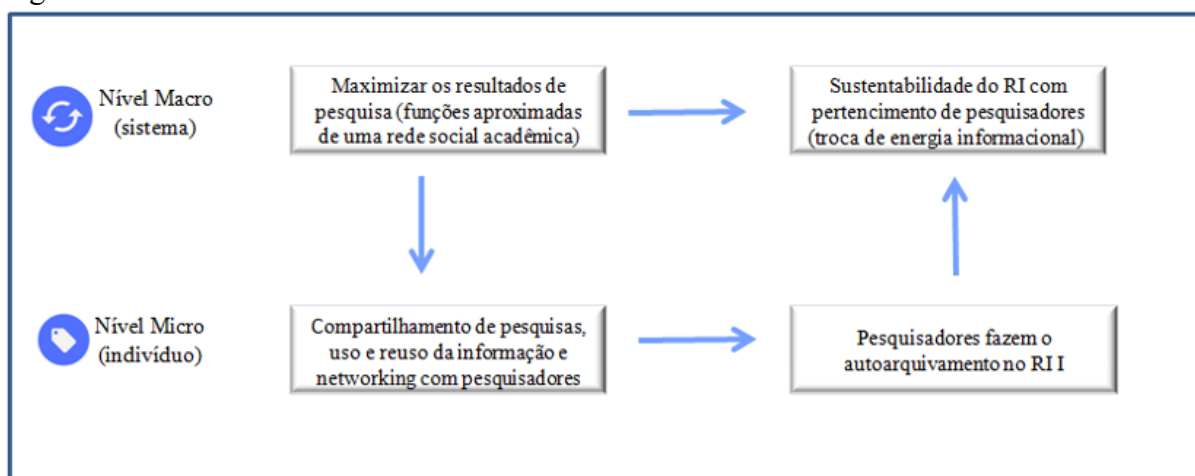 Nível Macro
(sistema)
Maximizar os resultados de
pesquisa (funções aproximadas
de uma rede social acadêmica)
Sustentabilidade do RI com
pertencimento de pesquisadores
(troca de energia informacional)
Nível Micro
(indivíduo)
Compartilhamento de pesquisas,
uso e reuso da informação e
networking com pesquisadores
Pesquisadores fazem o
autoarquivamento no RI I